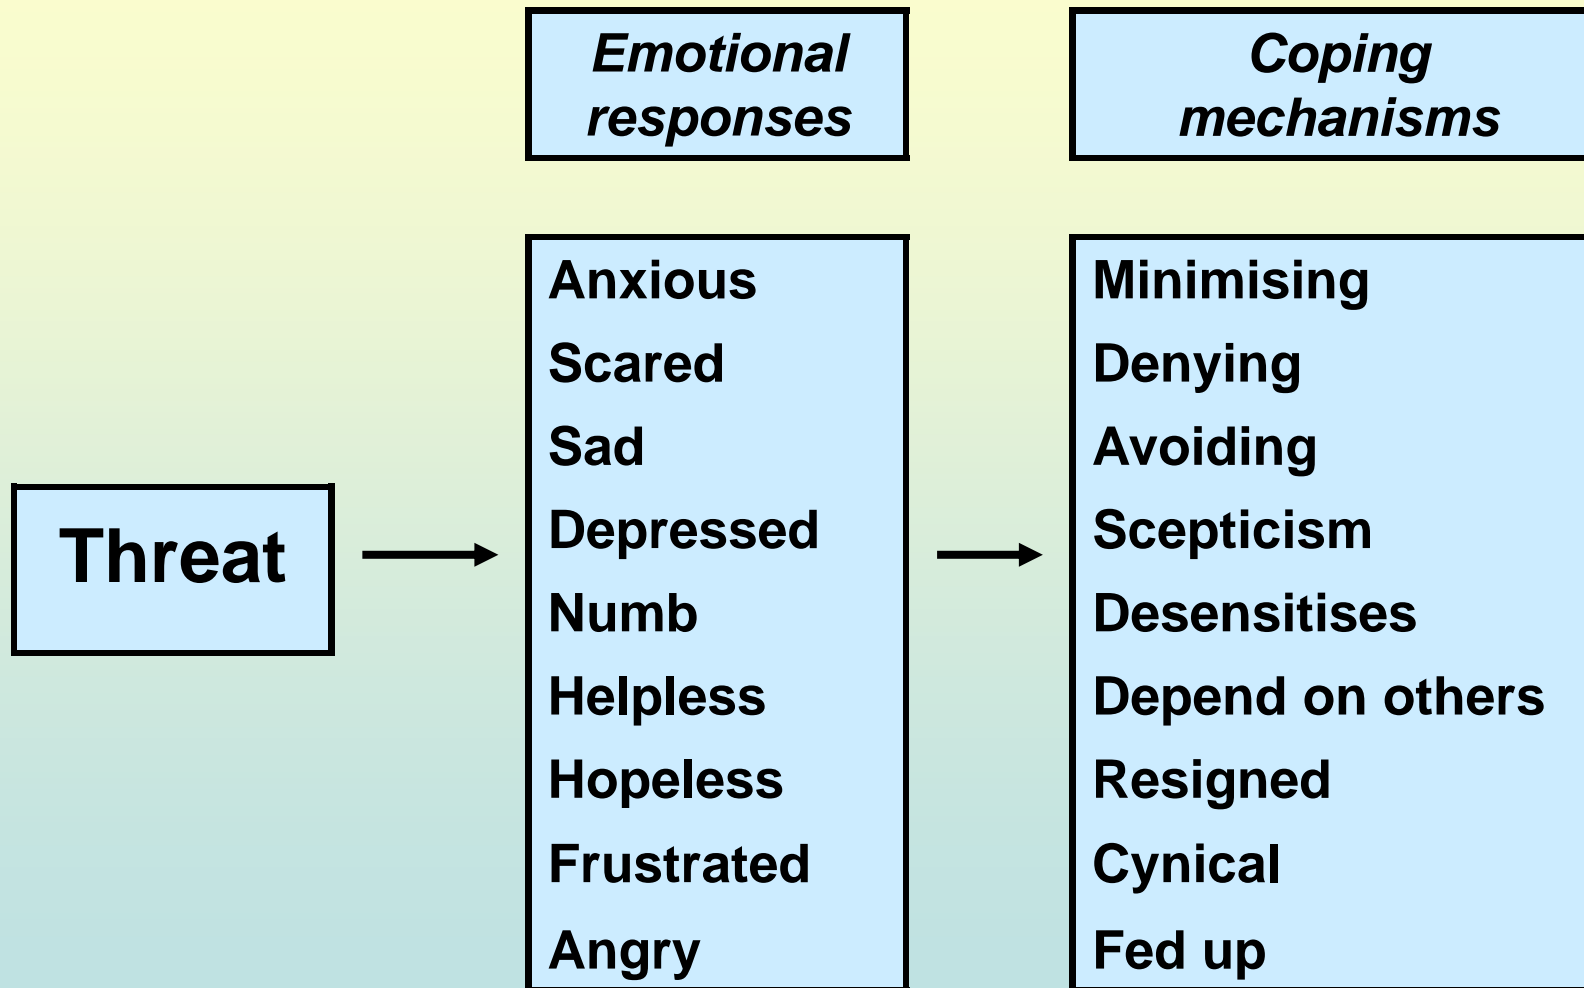 Emotional
responses
Coping
mechanisms
Threat
Anxious
Scared
Sad
Depressed
Numb
Helpless
Hopeless
Frustrated
Angry
Minimising
Denying
Avoiding
Scepticism
Desensitises
Depend on others
Resigned
Cynical
Fed up